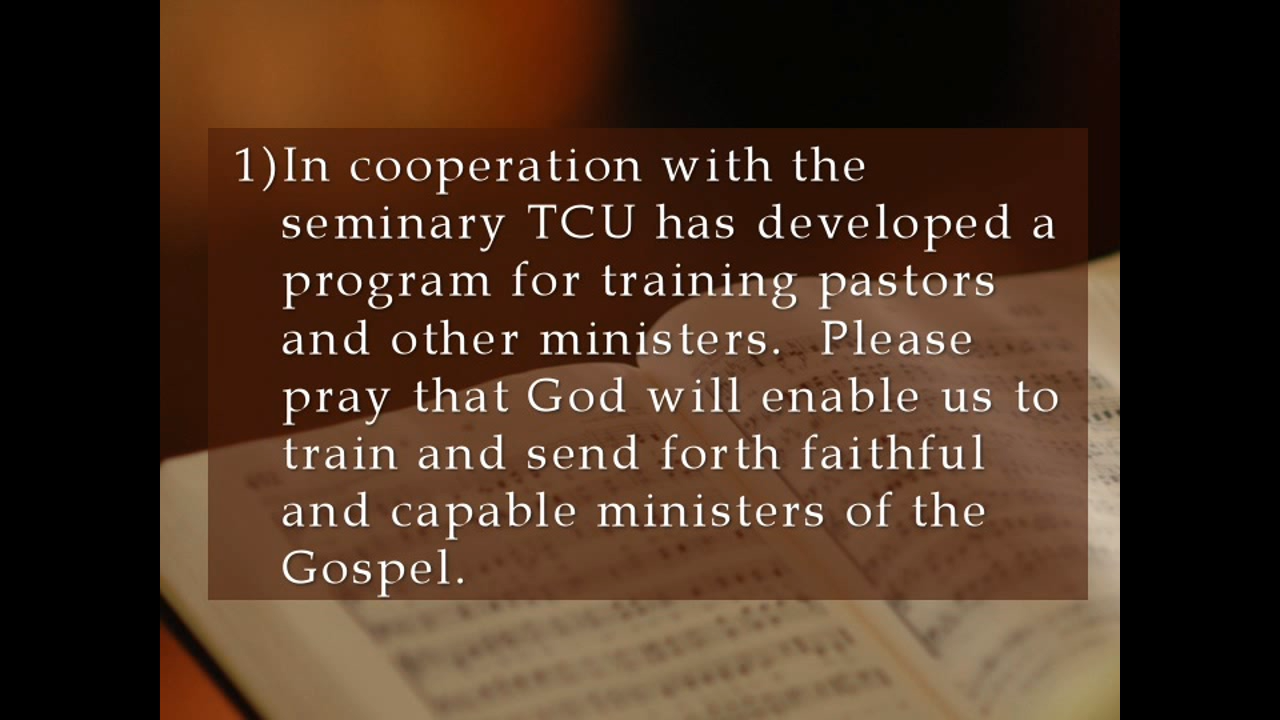 1)In cooperation with the
seminary TCU has developed a
program for training pastors
and other ministers.  Please
pray that God will enable us to
train and send forth faithful
and capable ministers of the
Gospel.